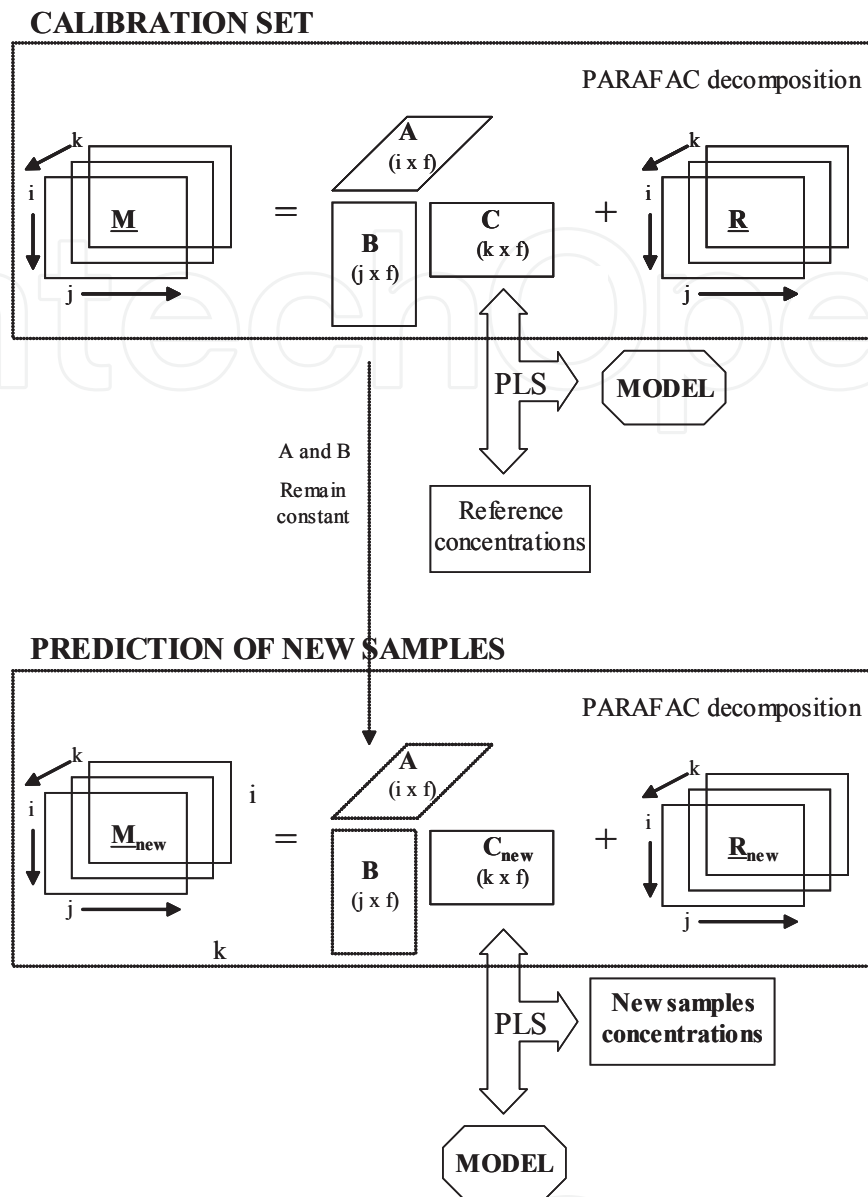 CALIBRATION SET
PARAFAC decomposition
k
i
M
j
=
A
(i x f)
B
(j x f)
C
(k x f)
+
k
i
R
j
PLS
MODEL
A and B
Remain
constant
Reference
concentrations
PREDICTION OF NEW SAMPLES
PARAFAC decomposition
k
i
M new
j
i
k
=
A
(i x f)
B
(j x f)
C new
(k x f)
+
k
i
R new
j
PLS
New samples
concentrations
MODEL
ntechOpe